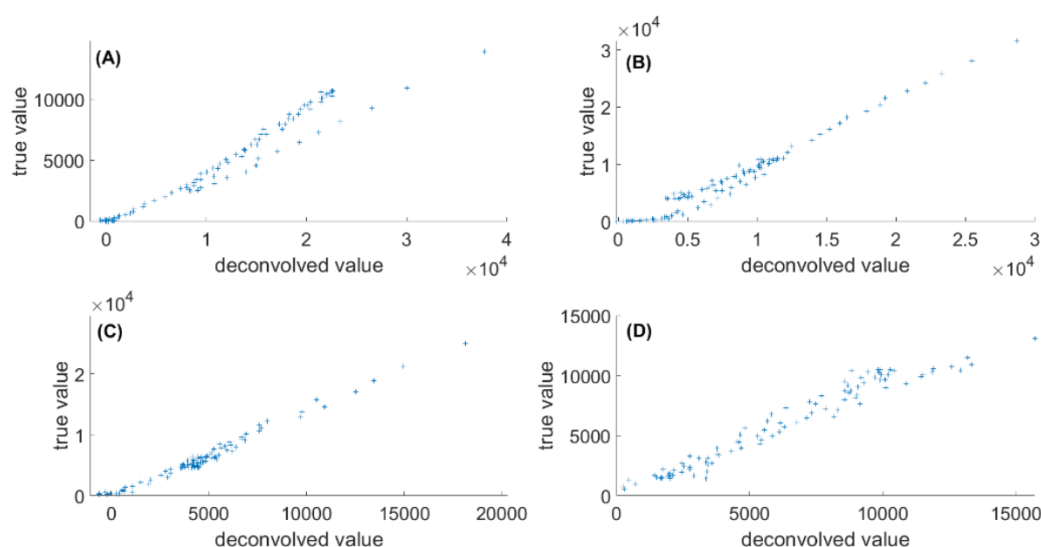 (A)
true value
10000
5000
0
0 1 2 3 4
×10⁴
deconvolved value
(B)
×10⁴
true value
3
2
1
0
0 0.5 1 1.5 2 2.5 3
×10⁴
deconvolved value
(C)
×10⁴
true value
2
1
0
0 5000 10000 15000 20000
deconvolved value
(D)
true value
15000
10000
5000
0
0 5000 10000 15000
deconvolved value